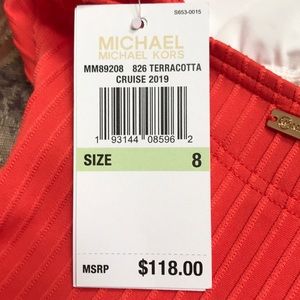 S653-0015
MICHAEL
MICHAEL KORS
MM89208 826 TERRACOTTA
CRUISE 2019
1 93144 08596 2
SIZE 8
MSRP $118.00